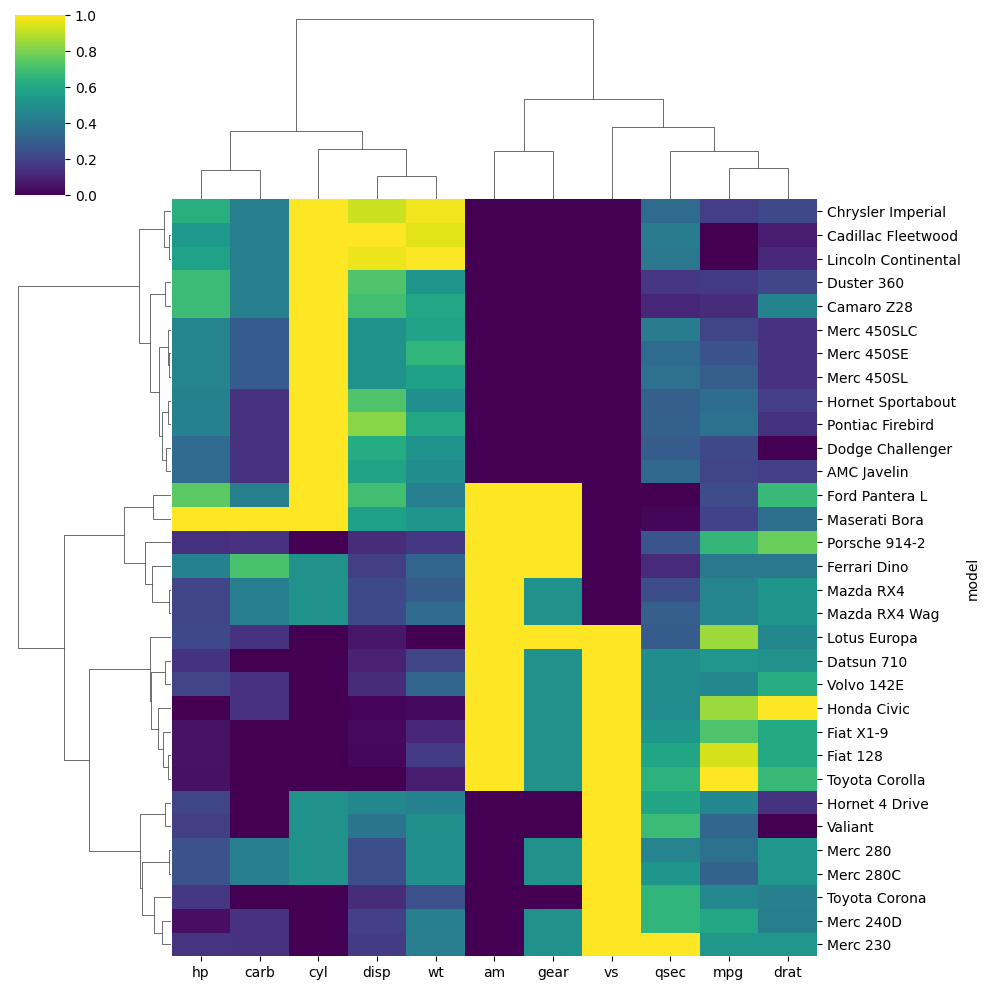 1.0
0.8
0.6
0.4
0.2
0.0
Chrysler Imperial
Cadillac Fleetwood
Lincoln Continental
Duster 360
Camaro Z28
Merc 450SLC
Merc 450SE
Merc 450SL
Hornet Sportabout
Pontiac Firebird
Dodge Challenger
AMC Javelin
Ford Pantera L
Maserati Bora
Porsche 914-2
Ferrari Dino
Mazda RX4
Mazda RX4 Wag
Lotus Europa
Datsun 710
Volvo 142E
Honda Civic
Fiat X1-9
Fiat 128
Toyota Corolla
Hornet 4 Drive
Valiant
Merc 280
Merc 280C
Toyota Corona
Merc 240D
Merc 230
model
hp carb cyl disp wt am gear vs qsec mpg drat